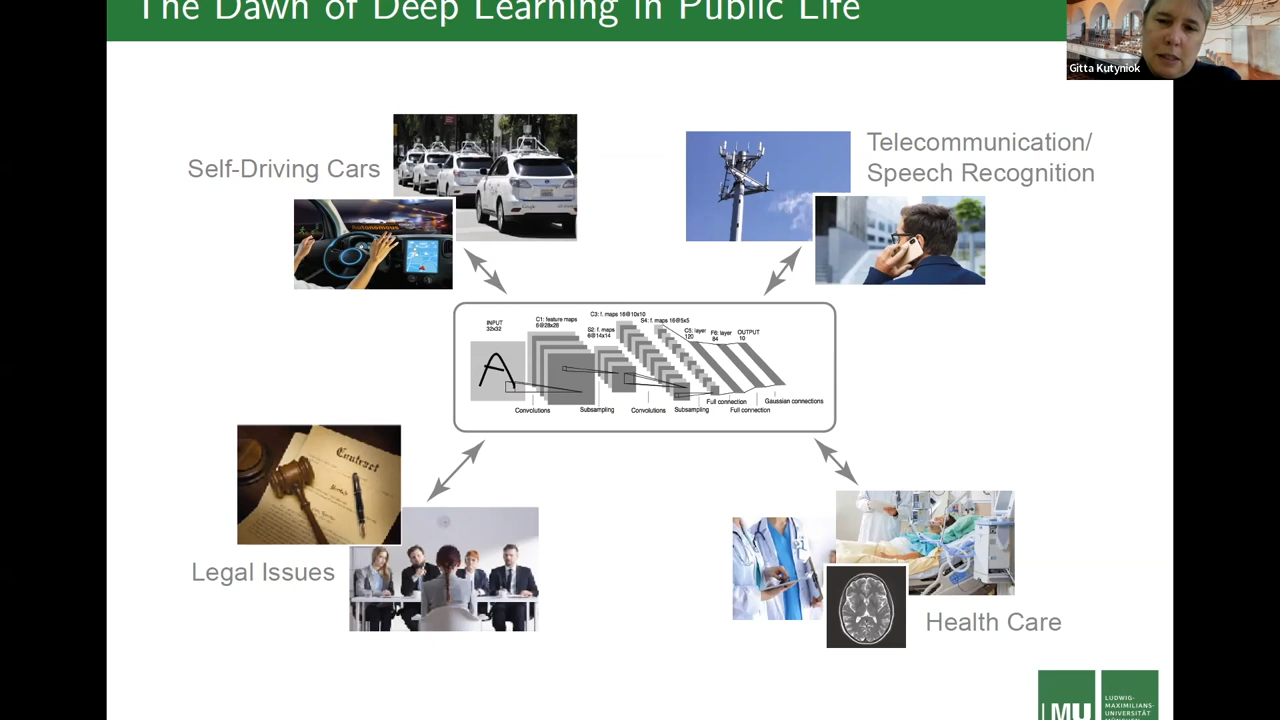 The Dawn of Deep Learning in Public Life
Gitta Kutyniok
Self-Driving Cars
Autonomous
Telecommunication/
Speech Recognition
INPUT
32x32
C1: feature maps
6@28x28
S2: f. maps
6@14x14
C3: f. maps 16@10x10
S4: f. maps 16@5x5
C5: layer
120
F6: layer
84
OUTPUT
10
Convolutions
Subsampling
Convolutions
Subsampling
Full connection
Full connection
Gaussian connections
Contract
Legal Issues
Health Care
LMU
LUDWIG-
MAXIMILIANS-
UNIVERSITÄT
MÜNCHEN